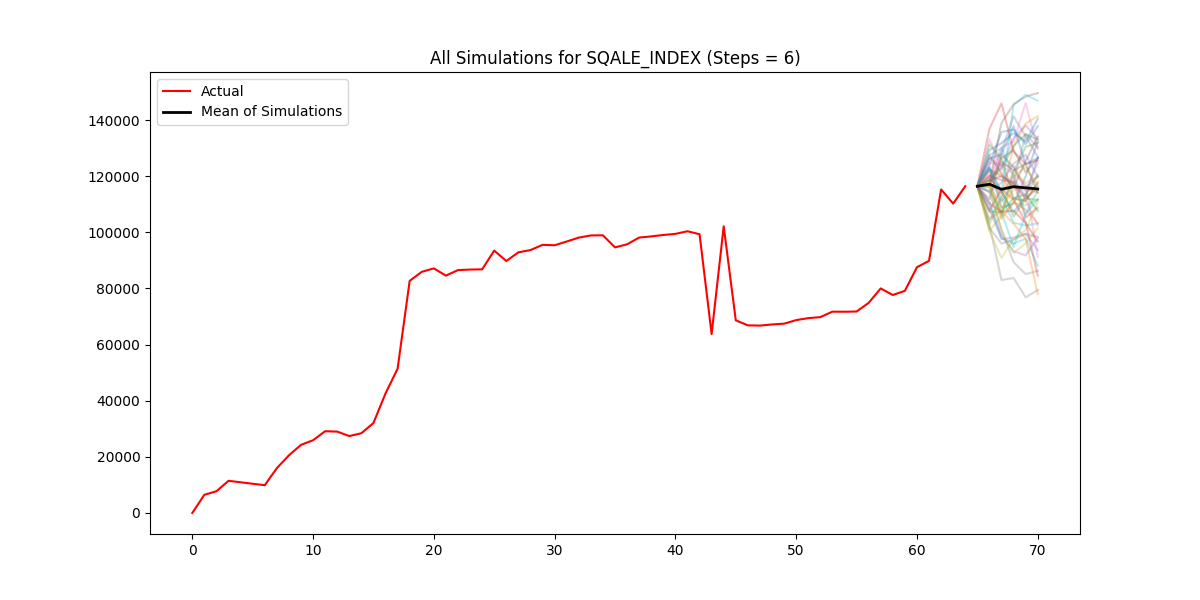 All Simulations for SQALE_INDEX (Steps = 6)
Actual
Mean of Simulations
140000
120000
100000
80000
60000
40000
20000
0
0 10 20 30 40 50 60 70